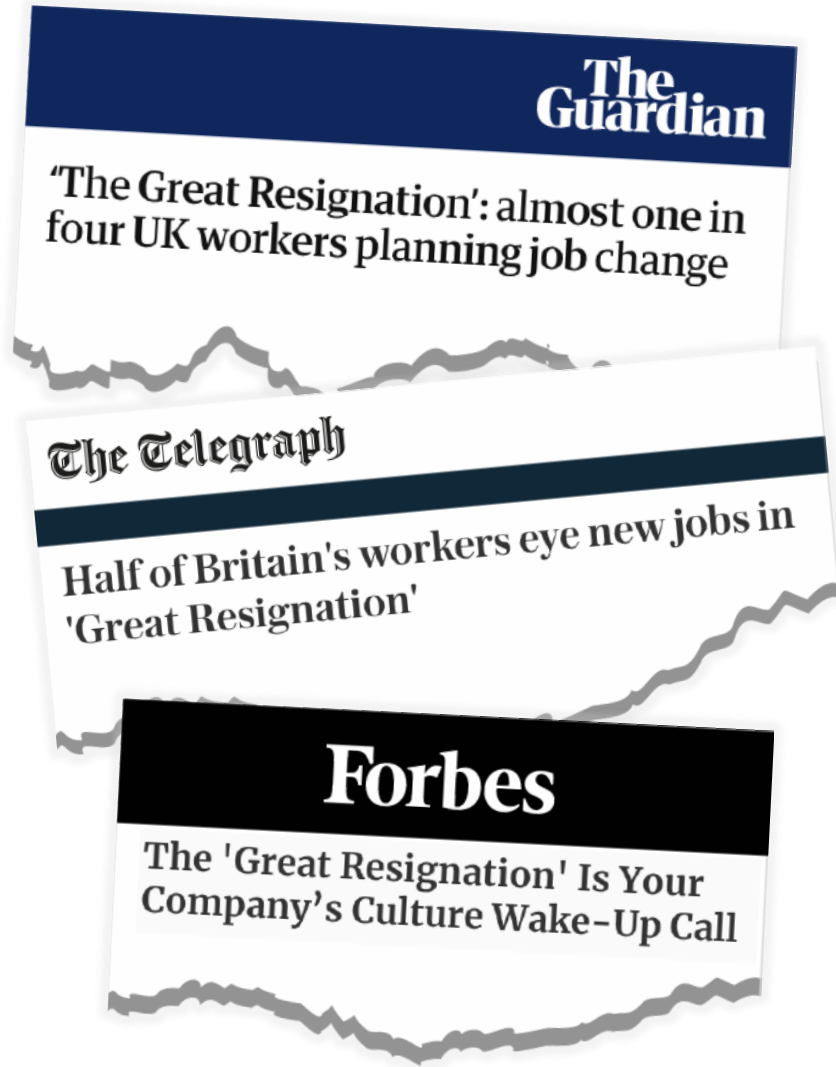 The
Guardian
‘The Great Resignation’: almost one in
four UK workers planning job change
The Telegraph
Half of Britain's workers eye new jobs in
'Great Resignation'
Forbes
The 'Great Resignation' Is Your
Company’s Culture Wake-Up Call